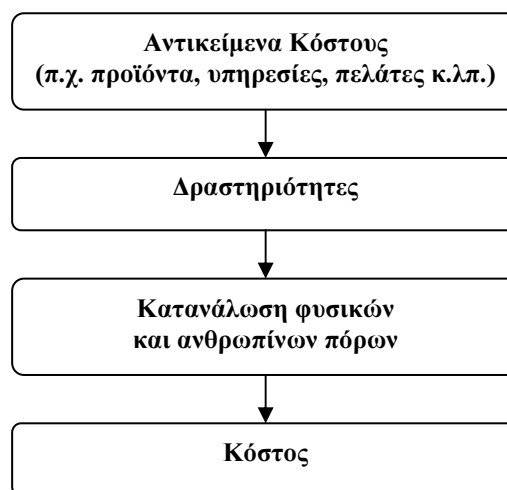 Αντικείμενα Κόστους
(π.χ. προϊόντα, υπηρεσίες, πελάτες κ.λπ.)
Δραστηριότητες
Κατανάλωση φυσικών
και ανθρωπίνων πόρων
Κόστος